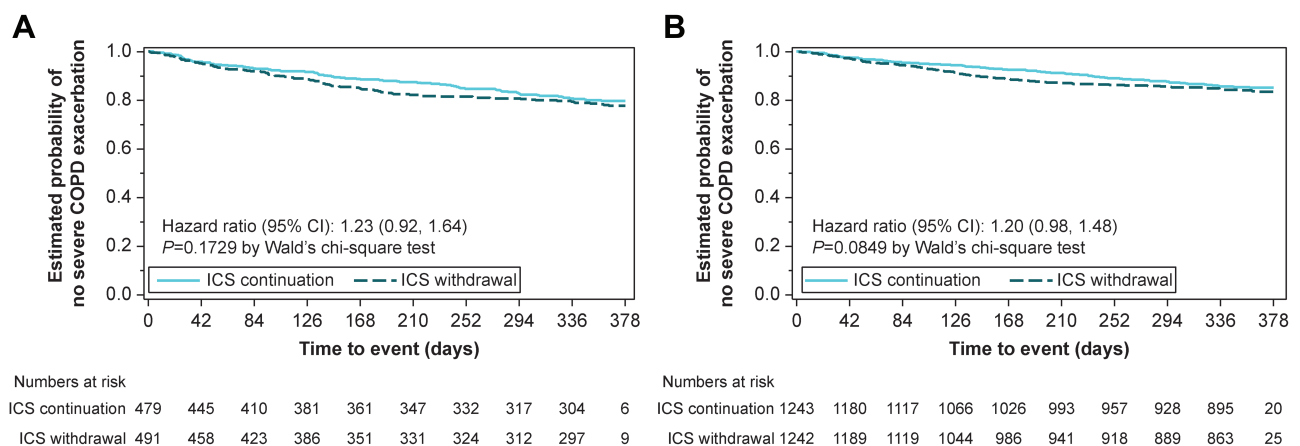 A
Estimated probability of
no severe COPD exacerbation
1.0
0.8
0.6
0.4
0.2
0.0
Hazard ratio (95% CI): 1.23 (0.92, 1.64)
P=0.1729 by Wald's chi-square test
ICS continuation ICS withdrawal
0 42 84 126 168 210 252 294 336 378
Time to event (days)
Numbers at risk
ICS continuation 479 445 410 381 361 347 332 317 304 6
ICS withdrawal 491 458 423 386 351 331 324 312 297 9
B
Estimated probability of
no severe COPD exacerbation
1.0
0.8
0.6
0.4
0.2
0.0
Hazard ratio (95% CI): 1.20 (0.98, 1.48)
P=0.0849 by Wald's chi-square test
ICS continuation ICS withdrawal
0 42 84 126 168 210 252 294 336 378
Time to event (days)
Numbers at risk
ICS continuation 1243 1180 1117 1066 1026 993 957 928 895 20
ICS withdrawal 1242 1189 1119 1044 986 941 918 889 863 25